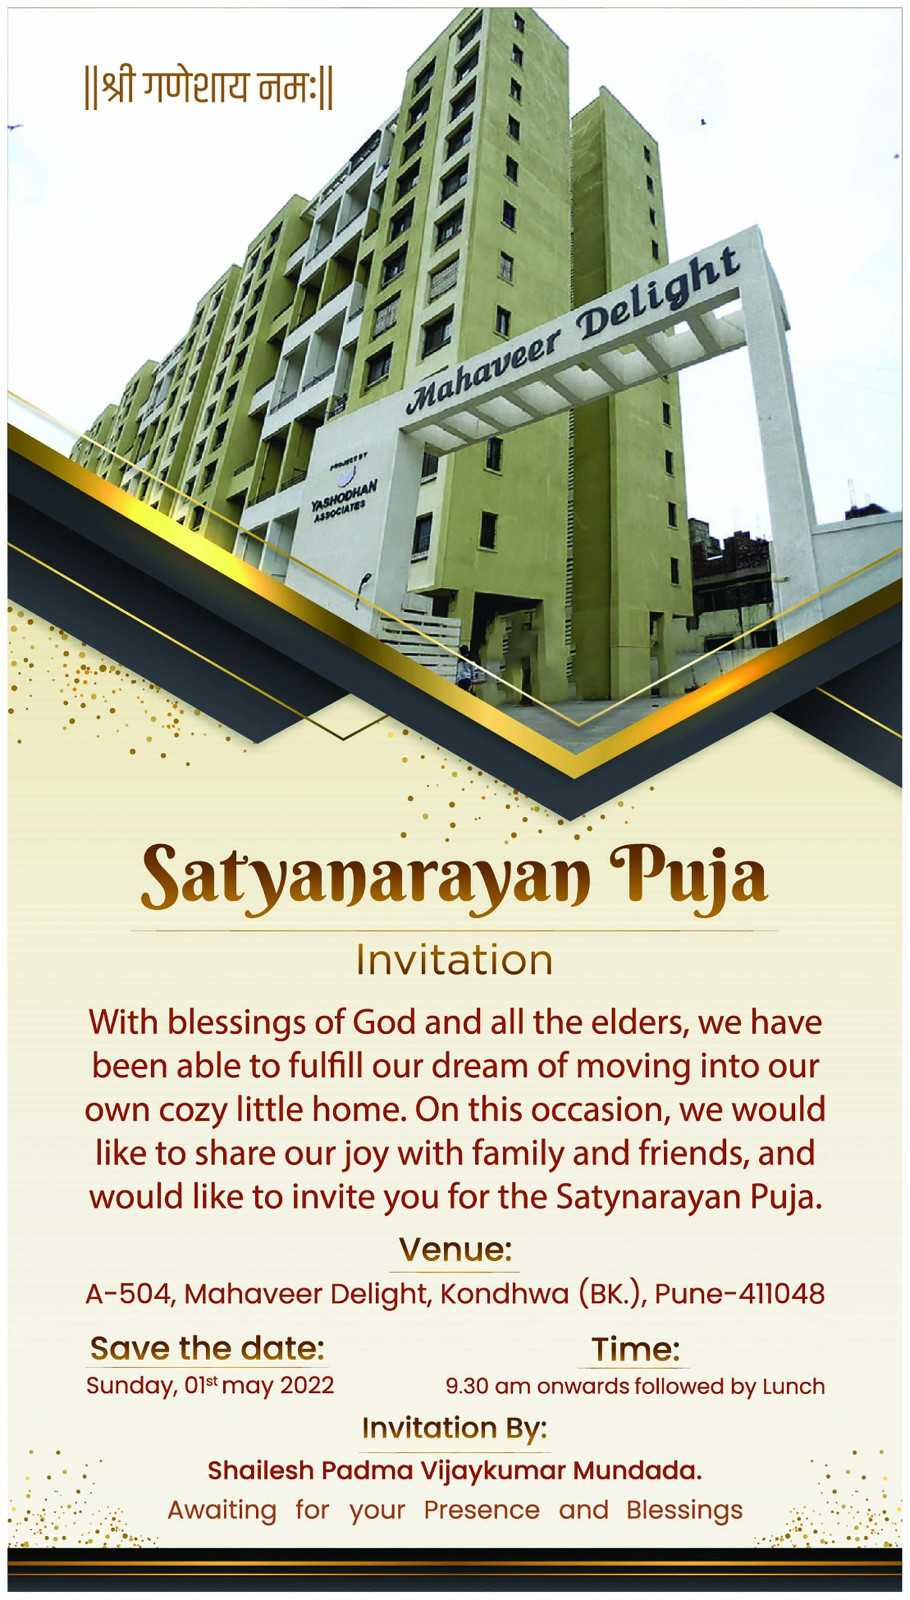 ||श्री गणेशाय नमः||
Mahaveer Delight
PROJECT BY
YASHODHAN
ASSOCIATES
Satyanarayan Puja
Invitation
With blessings of God and all the elders, we have
been able to fulfill our dream of moving into our
own cozy little home. On this occasion, we would
like to share our joy with family and friends, and
would like to invite you for the Satynarayan Puja.
Venue:
A-504, Mahaveer Delight, Kondhwa (BK.), Pune-411048
Save the date:
Sunday, 01st may 2022
Time:
9.30 am onwards followed by Lunch
Invitation By:
Shailesh Padma Vijaykumar Mundada.
Awaiting for your Presence and Blessings